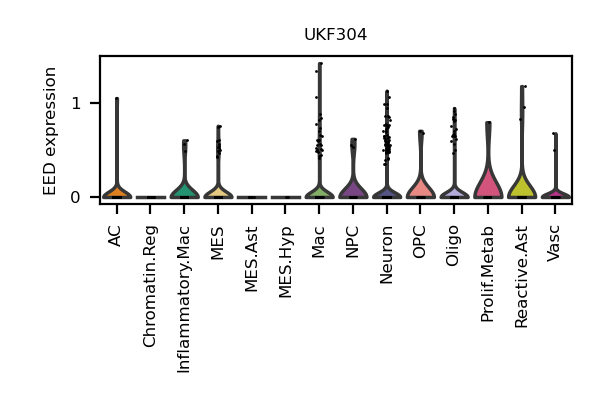 UKF304
EED expression
1
0
AC
Chromatin.Reg
Inflammatory.Mac
MES
MES.Ast
MES.Hyp
Mac
NPC
Neuron
OPC
Oligo
Prolif.Metab
Reactive.Ast
Vasc